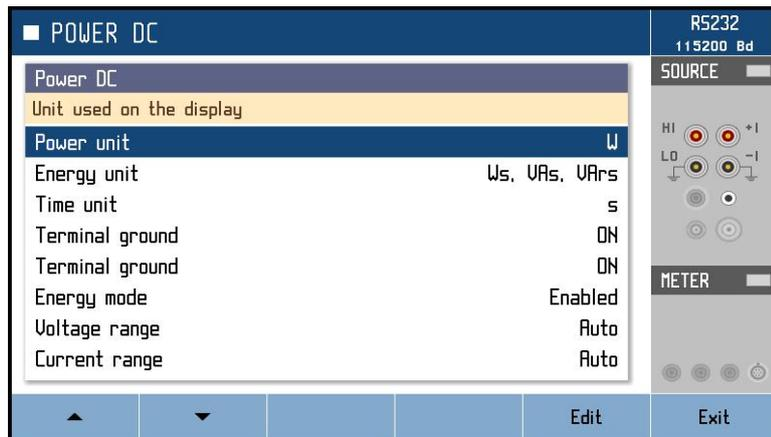 POWER DC
RS232
115200 Bd
Power DC
Unit used on the display
Power unit W
Energy unit Ws, VAs, VArs
Time unit s
Terminal ground ON
Terminal ground ON
Energy mode Enabled
Voltage range Auto
Current range Auto
SOURCE
HI +I
LO -I
METER
Edit
Exit